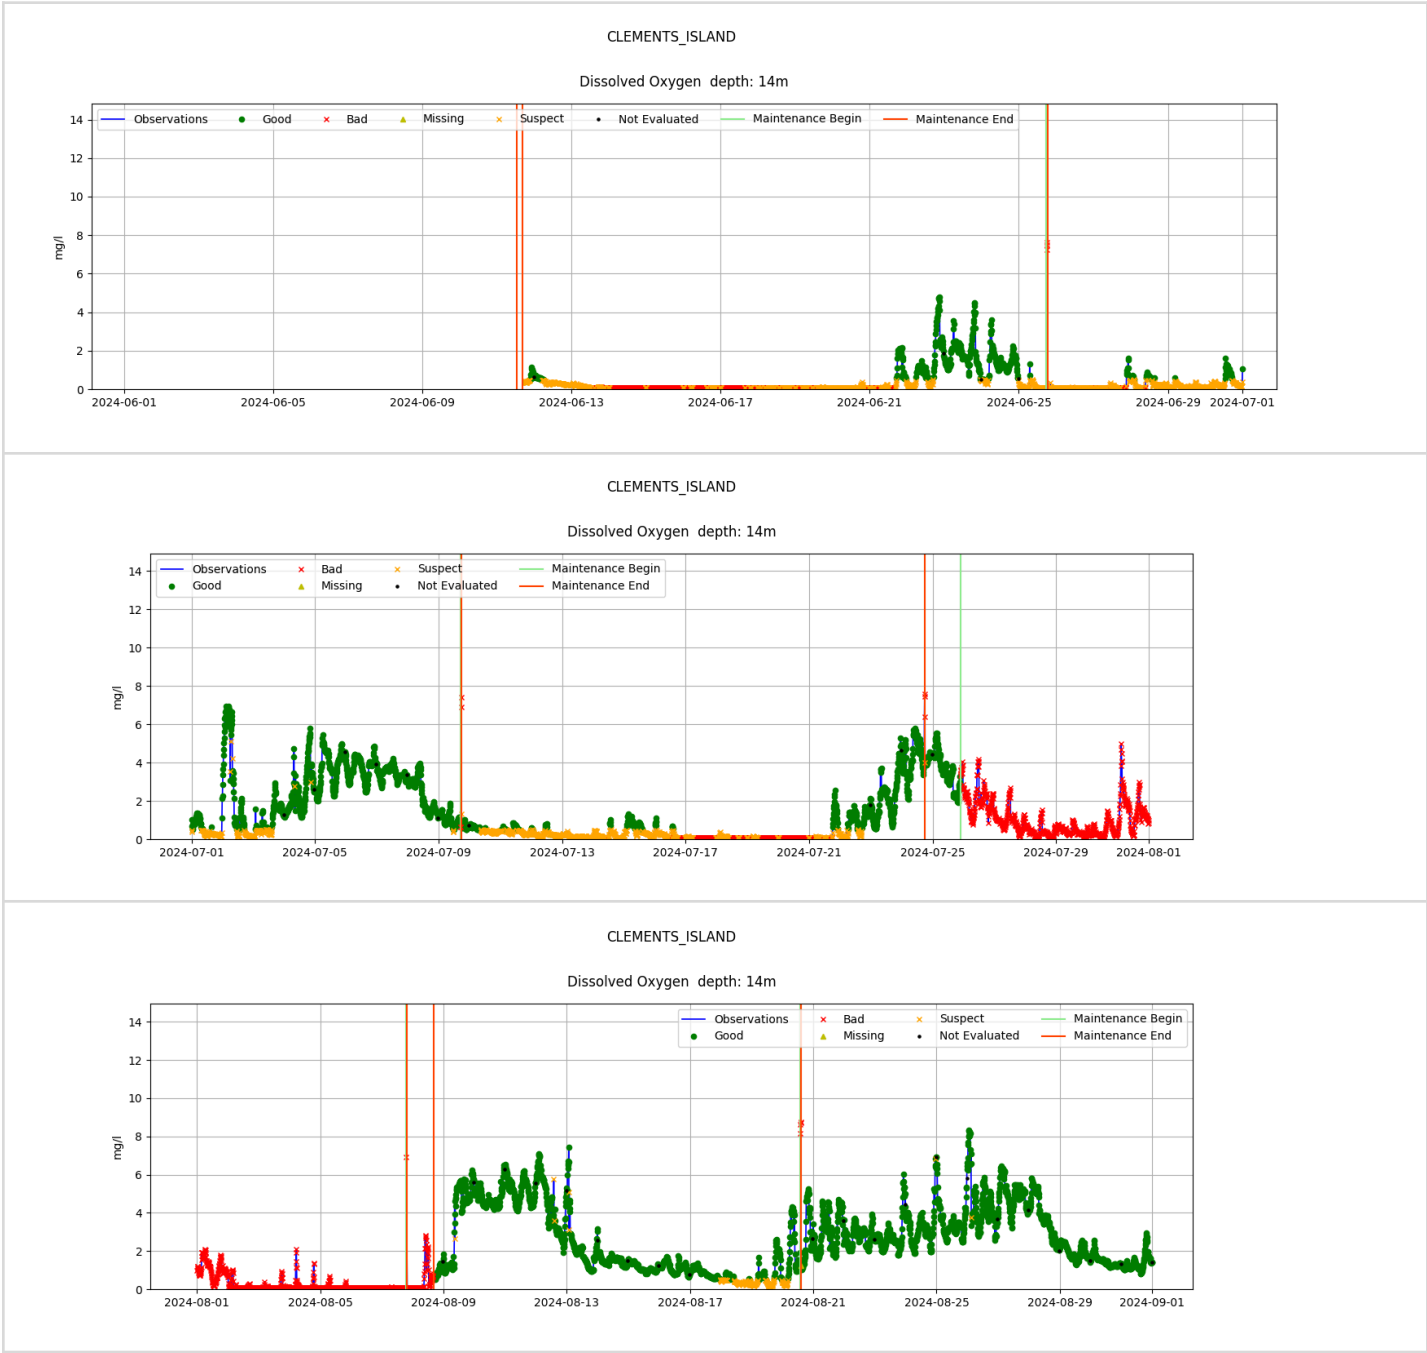 CLEMENTS_ISLAND
Dissolved Oxygen depth: 14m
Observations Good Bad Missing Suspect Not Evaluated Maintenance Begin Maintenance End
14
12
10
8
6
4
2
0
mg/l
2024-06-01 2024-06-05 2024-06-09 2024-06-13 2024-06-17 2024-06-21 2024-06-25 2024-06-29 2024-07-01
CLEMENTS_ISLAND
Dissolved Oxygen depth: 14m
Observations Bad Suspect Maintenance Begin
Good Missing Not Evaluated Maintenance End
14
12
10
8
6
4
2
0
mg/l
2024-07-01 2024-07-05 2024-07-09 2024-07-13 2024-07-17 2024-07-21 2024-07-25 2024-07-29 2024-08-01
CLEMENTS_ISLAND
Dissolved Oxygen depth: 14m
Observations Bad Suspect Maintenance Begin
Good Missing Not Evaluated Maintenance End
14
12
10
8
6
4
2
0
mg/l
2024-08-01 2024-08-05 2024-08-09 2024-08-13 2024-08-17 2024-08-21 2024-08-25 2024-08-29 2024-09-01